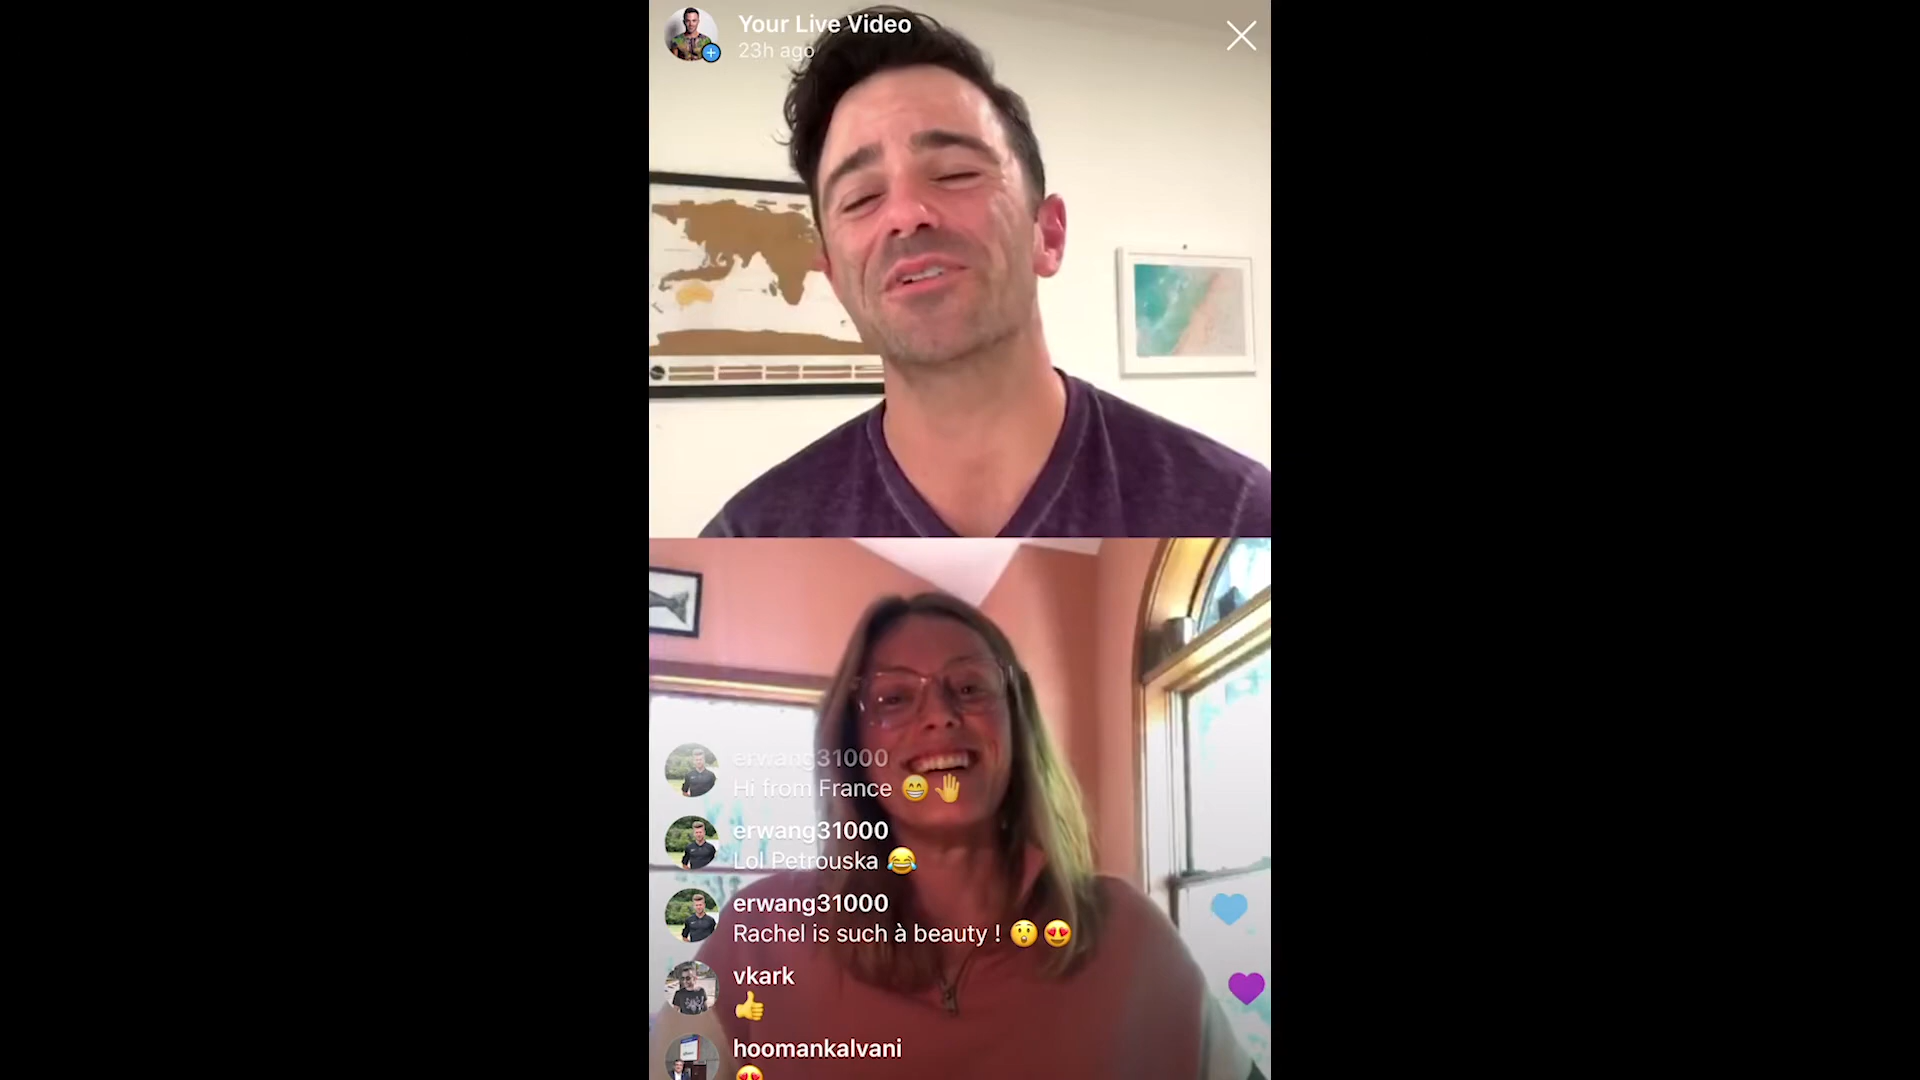 Your Live Video
23h ago
erwang31000
Hi from France 😁🤚
erwang31000
Lol Petrouska 😂
erwang31000
Rachel is such à beauty ! 😲😍
vkark
👍
hoomankalvani
😍